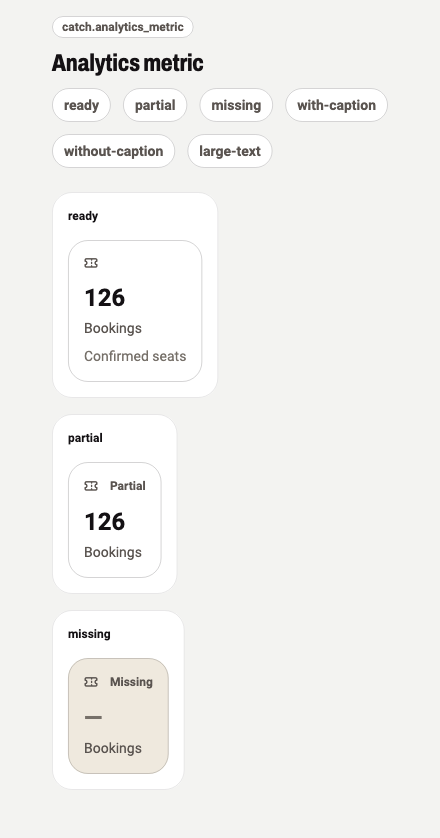 catch.analytics_metric
Analytics metric
ready partial missing with-caption
without-caption large-text
ready
126
Bookings
Confirmed seats
partial
Partial
126
Bookings
missing
Missing
—
Bookings